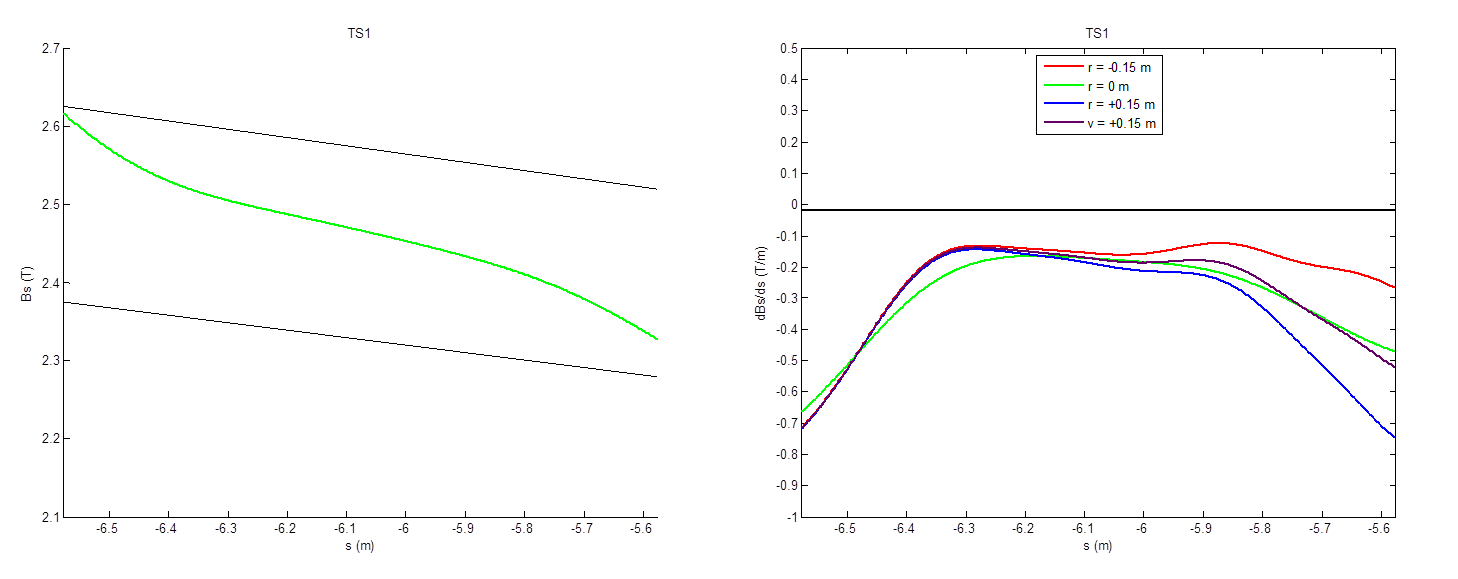 TS1
2.7
2.6
2.5
2.4
2.3
2.2
2.1
Bs (T)
-6.5 -6.4 -6.3 -6.2 -6.1 -6 -5.9 -5.8 -5.7 -5.6
s (m)
TS1
r = -0.15 m
r = 0 m
r = +0.15 m
v = +0.15 m
0.5
0.4
0.3
0.2
0.1
0
-0.1
-0.2
-0.3
-0.4
-0.5
-0.6
-0.7
-0.8
-0.9
-1
dBs/ds (T/m)
-6.5 -6.4 -6.3 -6.2 -6.1 -6 -5.9 -5.8 -5.7 -5.6
s (m)